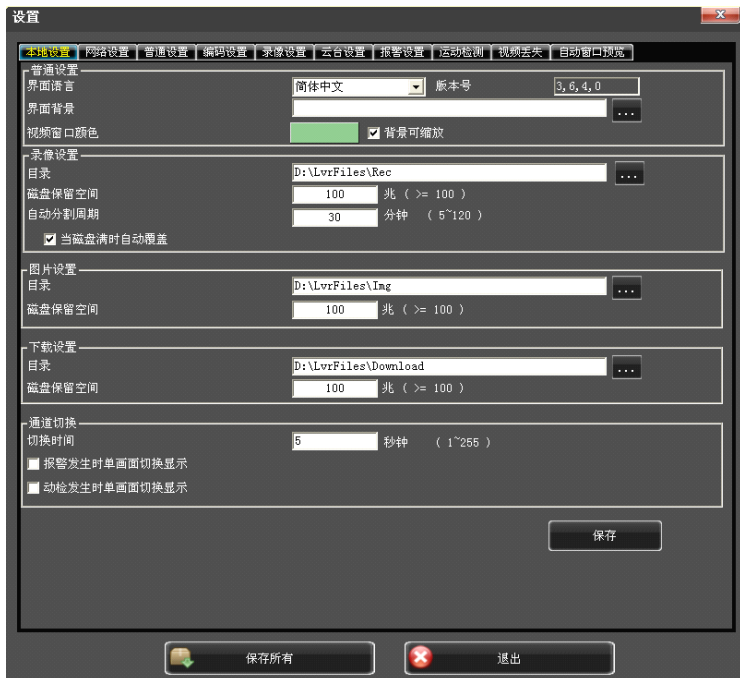 设置
本地设置 网络设置 普通设置 编码设置 录像设置 云台设置 报警设置 运动检测 视频丢失 自动窗口预览
普通设置
界面语言 简体中文 版本号 3,6,4,0
界面背景 ...
视频窗口颜色 背景可缩放
录像设置
目录 D:\LvrFiles\Rec ...
磁盘保留空间 100 兆 ( >= 100 )
自动分割周期 30 分钟 ( 5~120 )
当磁盘满时自动覆盖
图片设置
目录 D:\LvrFiles\Img ...
磁盘保留空间 100 兆 ( >= 100 )
下载设置
目录 D:\LvrFiles\Download ...
磁盘保留空间 100 兆 ( >= 100 )
通道切换
切换时间 5 秒钟 ( 1~255 )
报警发生时单画面切换显示
动检发生时单画面切换显示
保存
保存所有 退出